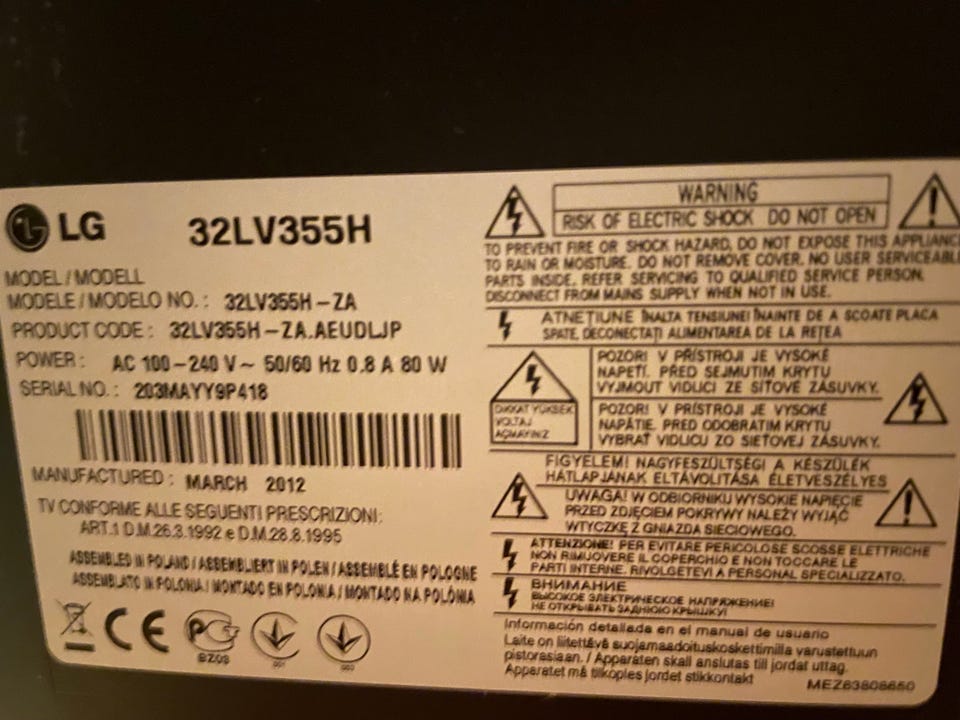 LG 32LV355H
MODEL / MODELL
MODELE / MODELO NO. : 32LV355H - ZA
PRODUCT CODE : 32LV355H-ZA.AEUDLJP
POWER : AC 100-240 V~ 50/60 Hz 0.8 A 80 W
SERIAL NO. : 203MAYY9P418
MANUFACTURED : MARCH 2012
TV CONFORME ALLE SEGUENTI PRESCRIZIONI:
ART.1 D.M.26.3.1992 e D.M.28.8.1995
ASSEMBLED IN POLAND / ASSEMBLIERT IN POLEN / ASSEMBLÉ EN POLOGNE
ASSEMBLATO IN POLONIA / MONTADO EN POLONIA / MONTADO NA POLÓNIA
CE
BZ03
001
003
WARNING
RISK OF ELECTRIC SHOCK DO NOT OPEN
TO PREVENT FIRE OR SHOCK HAZARD, DO NOT EXPOSE THIS APPLIANC
TO RAIN OR MOISTURE. DO NOT REMOVE COVER. NO USER SERVICEABL
PARTS INSIDE. REFER SERVICING TO QUALIFIED SERVICE PERSON.
DISCONNECT FROM MAINS SUPPLY WHEN NOT IN USE.
ATNEŢIUNE ÎNALTA TENSIUNE! ÎNAINTE DE A SCOATE PLACA
SPATE, DECONECTAŢI ALIMENTAREA DE LA REŢEA
DIKKAT YÜKSEK
VOLTAJ
AÇMAYINIZ
POZOR! V PŘÍSTROJI JE VYSOKÉ
NAPĚTÍ. PŘED SEJMUTIM KRYTU
VYJMOUT VIDLICI ZE SÍŤOVÉ ZÁSUVKY.
POZOR! V PRÍSTROJI JE VYSOKÉ
NAPÄTIE. PRED ODOBRATIM KRYTU
VYBRAŤ VIDLICU ZO SIEŤOVEJ ZÁSUVKY.
FIGYELEM! NAGYFESZÜLTSÉG! A KÉSZÜLÉK
HÁTLAPJÁNAK ELTÁVOLÍTÁSA ÉLETVESZÉLYES
UWAGA! W ODBIORNIKU WYSOKIE NAPIĘCIE
PRZED ZDJĘCIEM POKRYWY NALEŻY WYJĄĆ
WTYCZKĘ Z GNIAZDA SIECIOWEGO.
ATTENZIONE! PER EVITARE PERICOLOSE SCOSSE ELETTRICHE
NON RIMUOVERE IL COPERCHIO E NON TOCCARE LE
PARTI INTERNE. RIVOLGETEVI A PERSONAL SPECIALIZZATO.
ВНИМАНИЕ
ВЫСОКОЕ ЭЛЕКТРИЧЕСКОЕ НАПРЯЖЕНИЕ!
НЕ ОТКРЫВАТЬ ЗАДНЮЮ КРЫШКУ!
Información detallada en el manual de usuario
Laite on liitettävä suojamaadoituskoskettimilla varustettuun
pistorasiaan. / Apparaten skall anslutas till jordat uttag.
Apparatet må tilkoples jordet stikkontakt
MEZ63808650